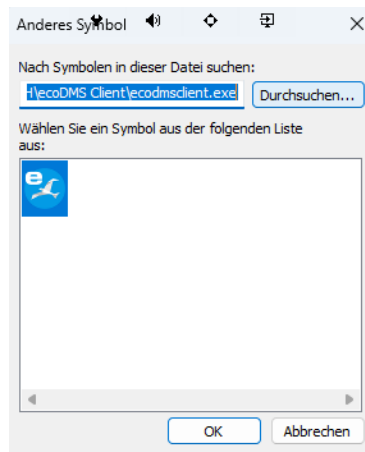 Anderes Symbol
Nach Symbolen in dieser Datei suchen:
H\ecoDMS Client\ecodmsclient.exe
Durchsuchen...
Wählen Sie ein Symbol aus der folgenden Liste
aus:
e
OK
Abbrechen